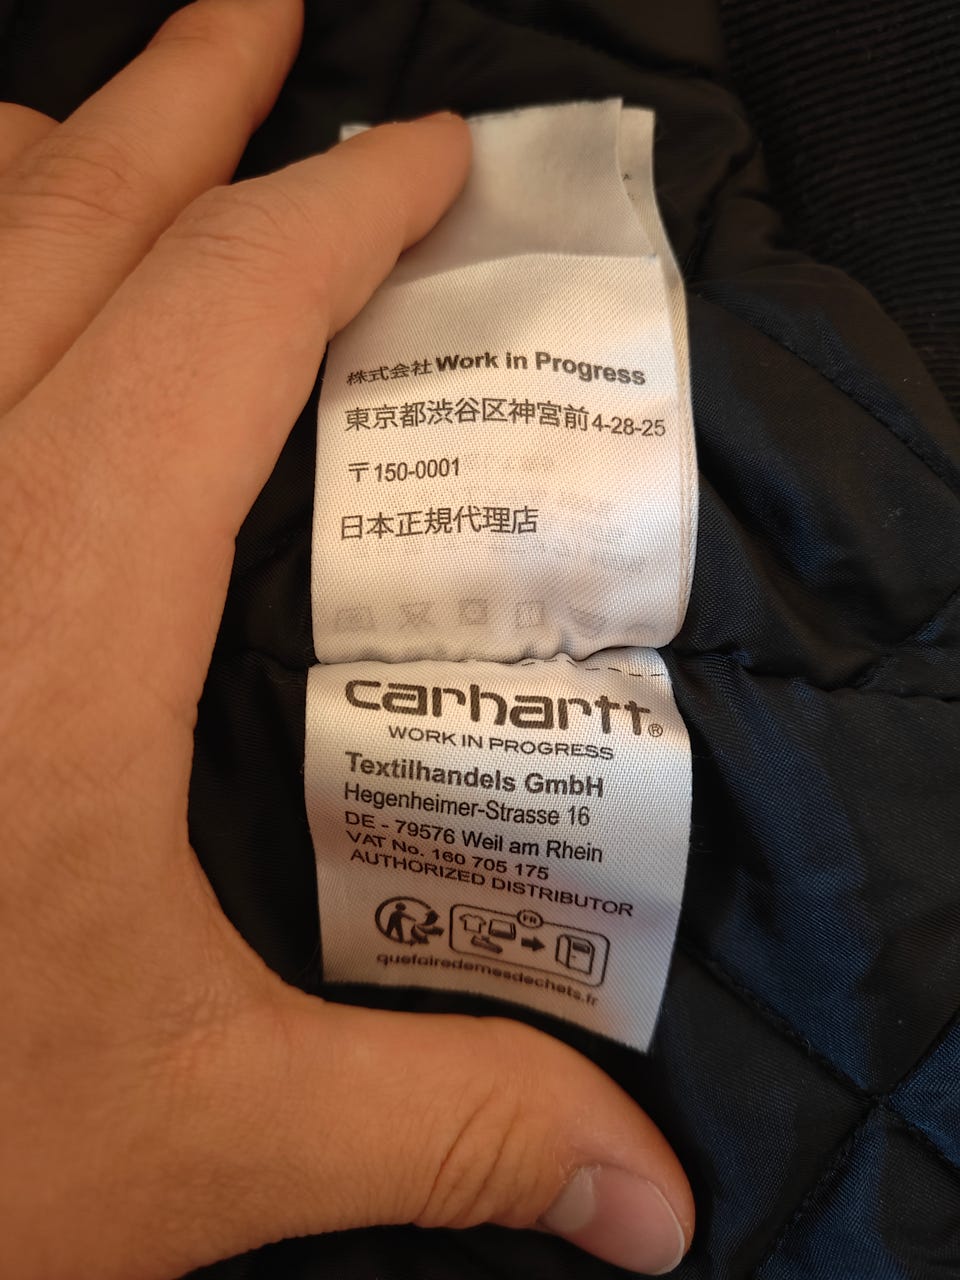 株式会社Work in Progress
東京都渋谷区神宮前4-28-25
〒150-0001
日本正規代理店
carhartt®
WORK IN PROGRESS
Textilhandels GmbH
Hegenheimer-Strasse 16
DE - 79576 Weil am Rhein
VAT No. 160 705 175
AUTHORIZED DISTRIBUTOR
FR
quefairedemesdechets.fr